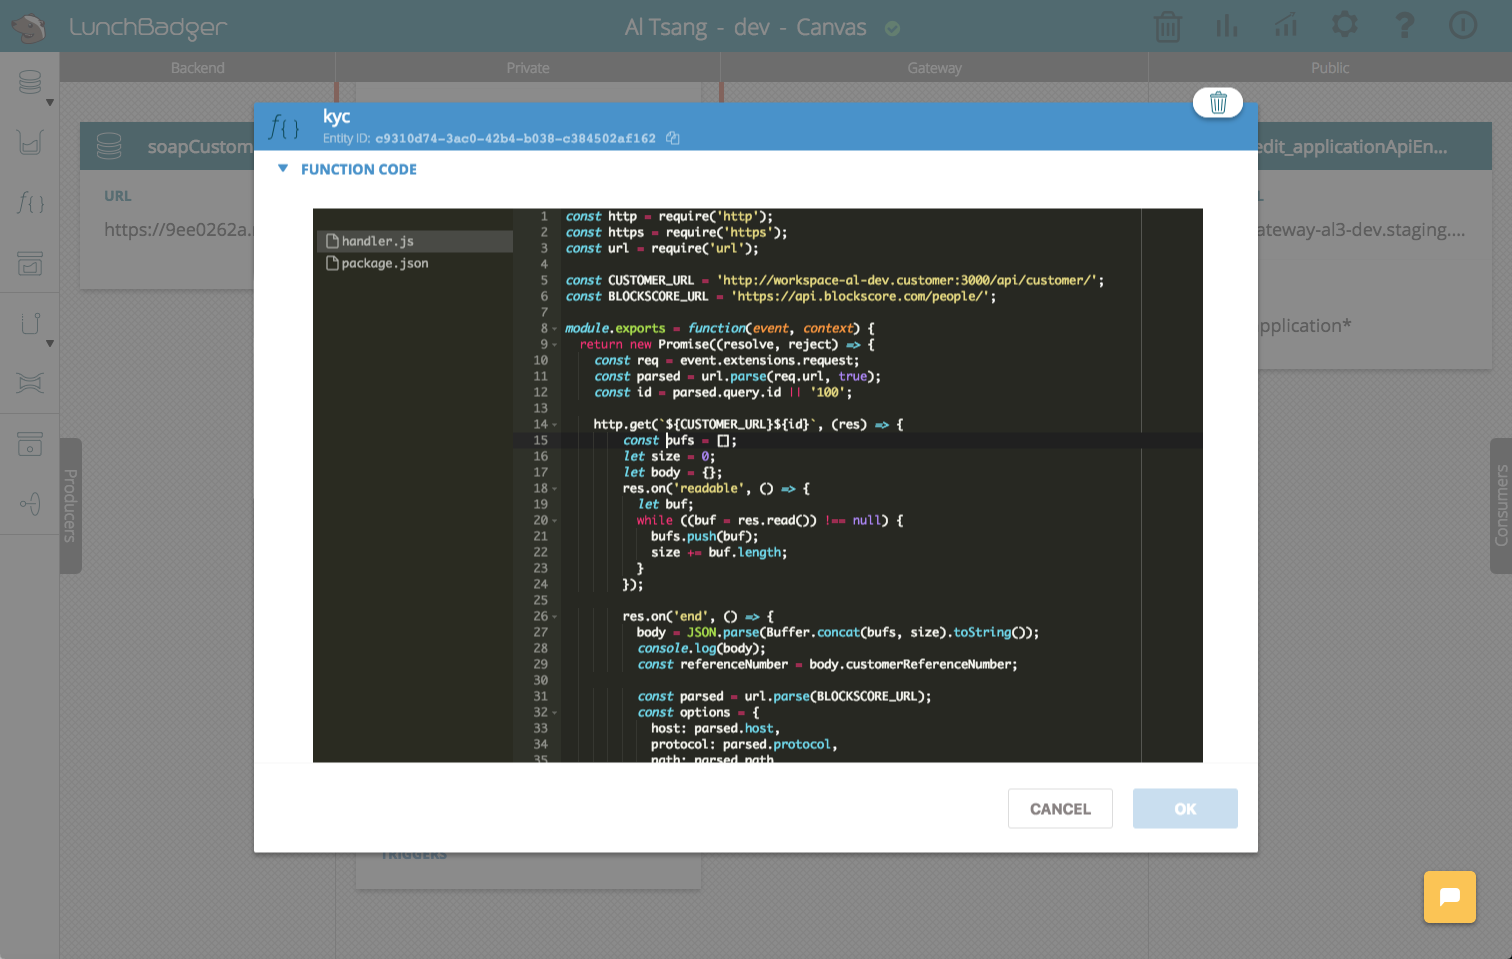 LunchBadger
Al Tsang - dev - Canvas
Backend
Private
Gateway
Public
f{}
kyc
Entity ID: c9310d74-3ac0-42b4-b038-c384502af162
FUNCTION CODE
soapCustom
URL
https://9ee0262a.
edit_applicationApiEn...
L
ateway-al3-dev.staging....
pplication*
f{}
Producers
Consumers
handler.js
package.json
1 const http = require('http');
2 const https = require('https');
3 const url = require('url');
4
5 const CUSTOMER_URL = 'http://workspace-al-dev.customer:3000/api/customer/';
6 const BLOCKSCORE_URL = 'https://api.blockscore.com/people/';
7
8 module.exports = function(event, context) {
9 return new Promise((resolve, reject) => {
10 const req = event.extensions.request;
11 const parsed = url.parse(req.url, true);
12 const id = parsed.query.id || '100';
13
14 http.get(`${CUSTOMER_URL}${id}`, (res) => {
15 const bufs = [];
16 let size = 0;
17 let body = {};
18 res.on('readable', () => {
19 let buf;
20 while ((buf = res.read()) !== null) {
21 bufs.push(buf);
22 size += buf.length;
23 }
24 });
25
26 res.on('end', () => {
27 body = JSON.parse(Buffer.concat(bufs, size).toString());
28 console.log(body);
29 const referenceNumber = body.customerReferenceNumber;
30
31 const parsed = url.parse(BLOCKSCORE_URL);
32 const options = {
33 host: parsed.host,
34 protocol: parsed.protocol,
35 path: parsed.path
CANCEL
OK
TRIGGERS